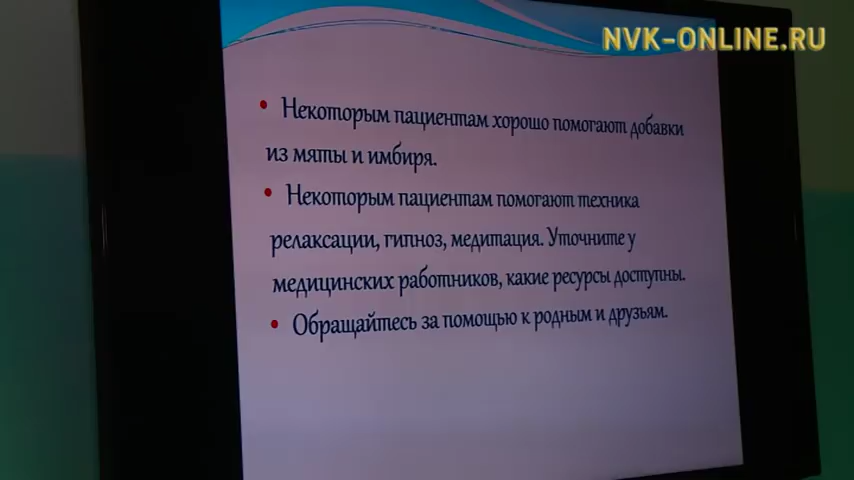 NVK-ONLINE.RU
• Некоторым пациентам хорошо помогают добавки
из мяты и имбиря.
• Некоторым пациентам помогают техника
релаксации, гипноз, медитация. Уточните у
медицинских работников, какие ресурсы доступны.
• Обращайтесь за помощью к родным и друзьям.